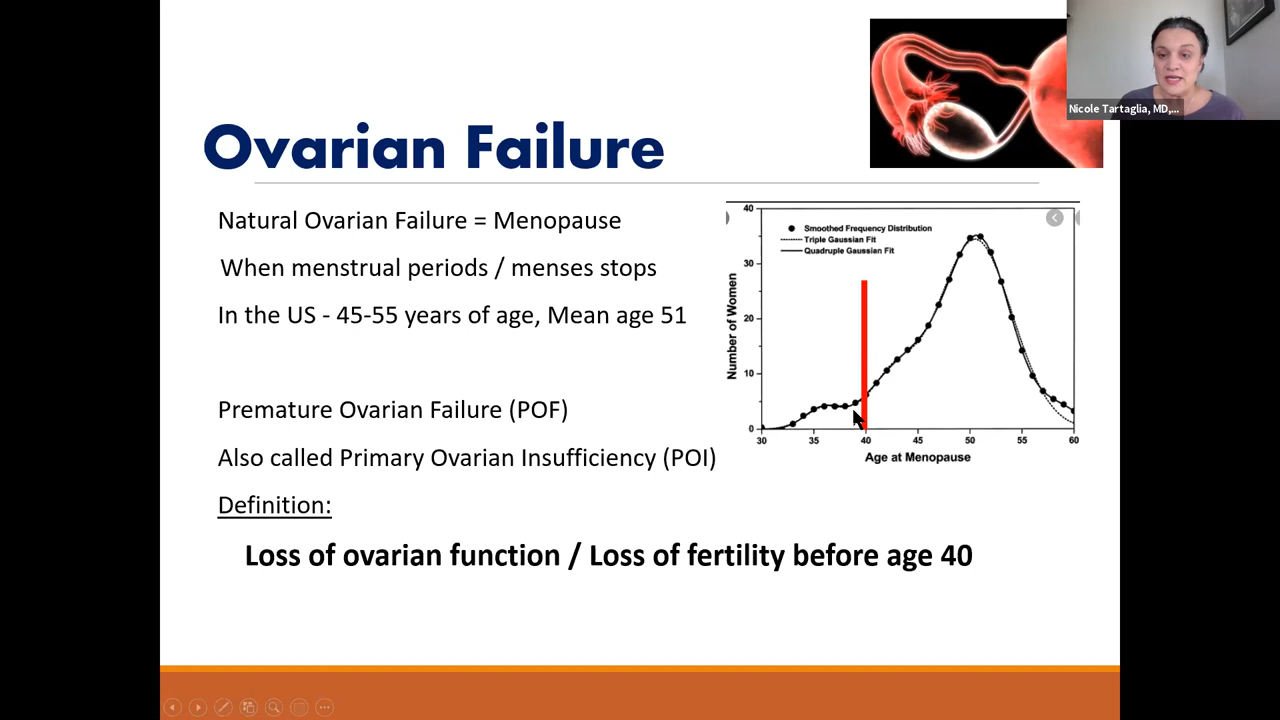 Nicole Tartaglia, MD,...
Ovarian Failure
Natural Ovarian Failure = Menopause
When menstrual periods / menses stops
In the US - 45-55 years of age, Mean age 51
Premature Ovarian Failure (POF)
Also called Primary Ovarian Insufficiency (POI)
Definition:
Loss of ovarian function / Loss of fertility before age 40
Smoothed Frequency Distribution
Triple Gaussian Fit
Quadruple Gaussian Fit
Number of Women
40
30
20
10
0
30 35 40 45 50 55 60
Age at Menopause